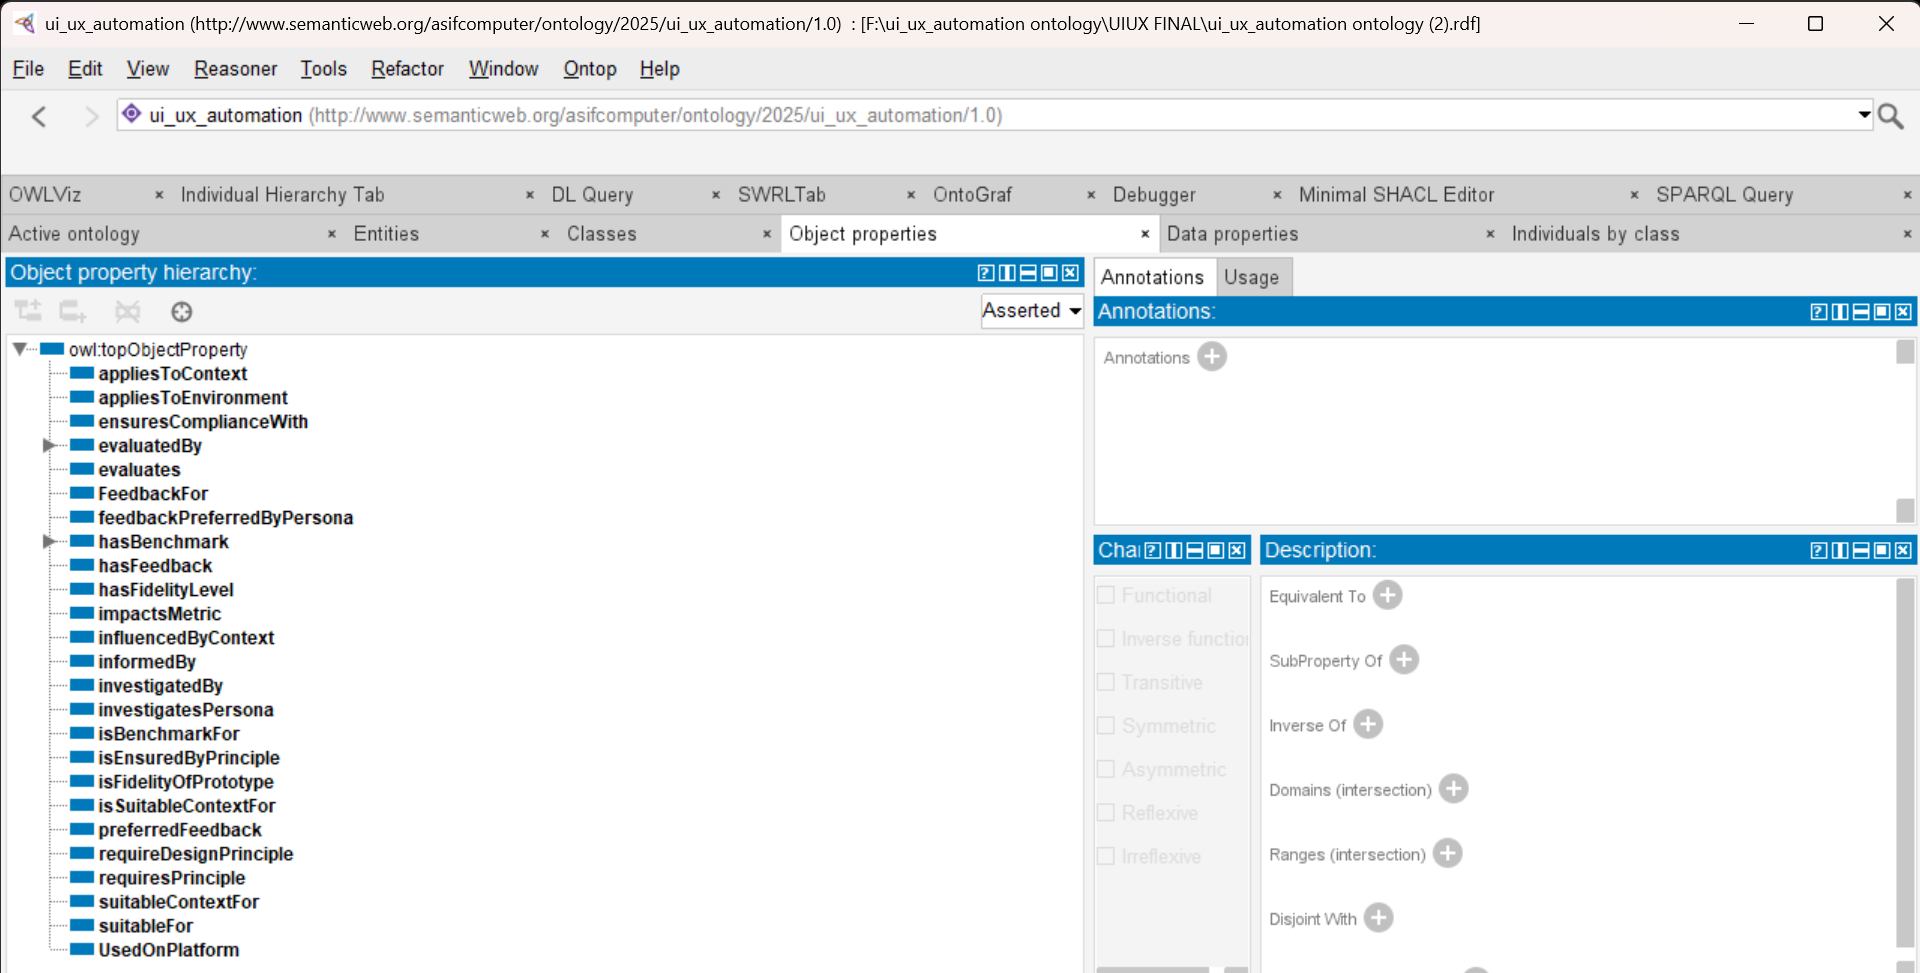 ui_ux_automation (http://www.semanticweb.org/asifcomputer/ontology/2025/ui_ux_automation/1.0) : [F:\ui_ux_automation ontology\UIUX FINAL\ui_ux_automation ontology (2).rdf]
File Edit View Reasoner Tools Refactor Window Ontop Help
ui_ux_automation (http://www.semanticweb.org/asifcomputer/ontology/2025/ui_ux_automation/1.0)
OWLViz × Individual Hierarchy Tab × DL Query × SWRLTab × OntoGraf × Debugger × Minimal SHACL Editor × SPARQL Query ×
Active ontology × Entities × Classes × Object properties × Data properties × Individuals by class ×
Object property hierarchy:
Asserted
owl:topObjectProperty
appliesToContext
appliesToEnvironment
ensuresComplianceWith
evaluatedBy
evaluates
FeedbackFor
feedbackPreferredByPersona
hasBenchmark
hasFeedback
hasFidelityLevel
impactsMetric
influencedByContext
informedBy
investigatedBy
investigatesPersona
isBenchmarkFor
isEnsuredByPrinciple
isFidelityOfPrototype
isSuitableContextFor
preferredFeedback
requireDesignPrinciple
requiresPrinciple
suitableContextFor
suitableFor
UsedOnPlatform
Annotations Usage
Annotations:
Annotations
Cha
Functional
Inverse functio
Transitive
Symmetric
Asymmetric
Reflexive
Irreflexive
Description:
Equivalent To
SubProperty Of
Inverse Of
Domains (intersection)
Ranges (intersection)
Disjoint With